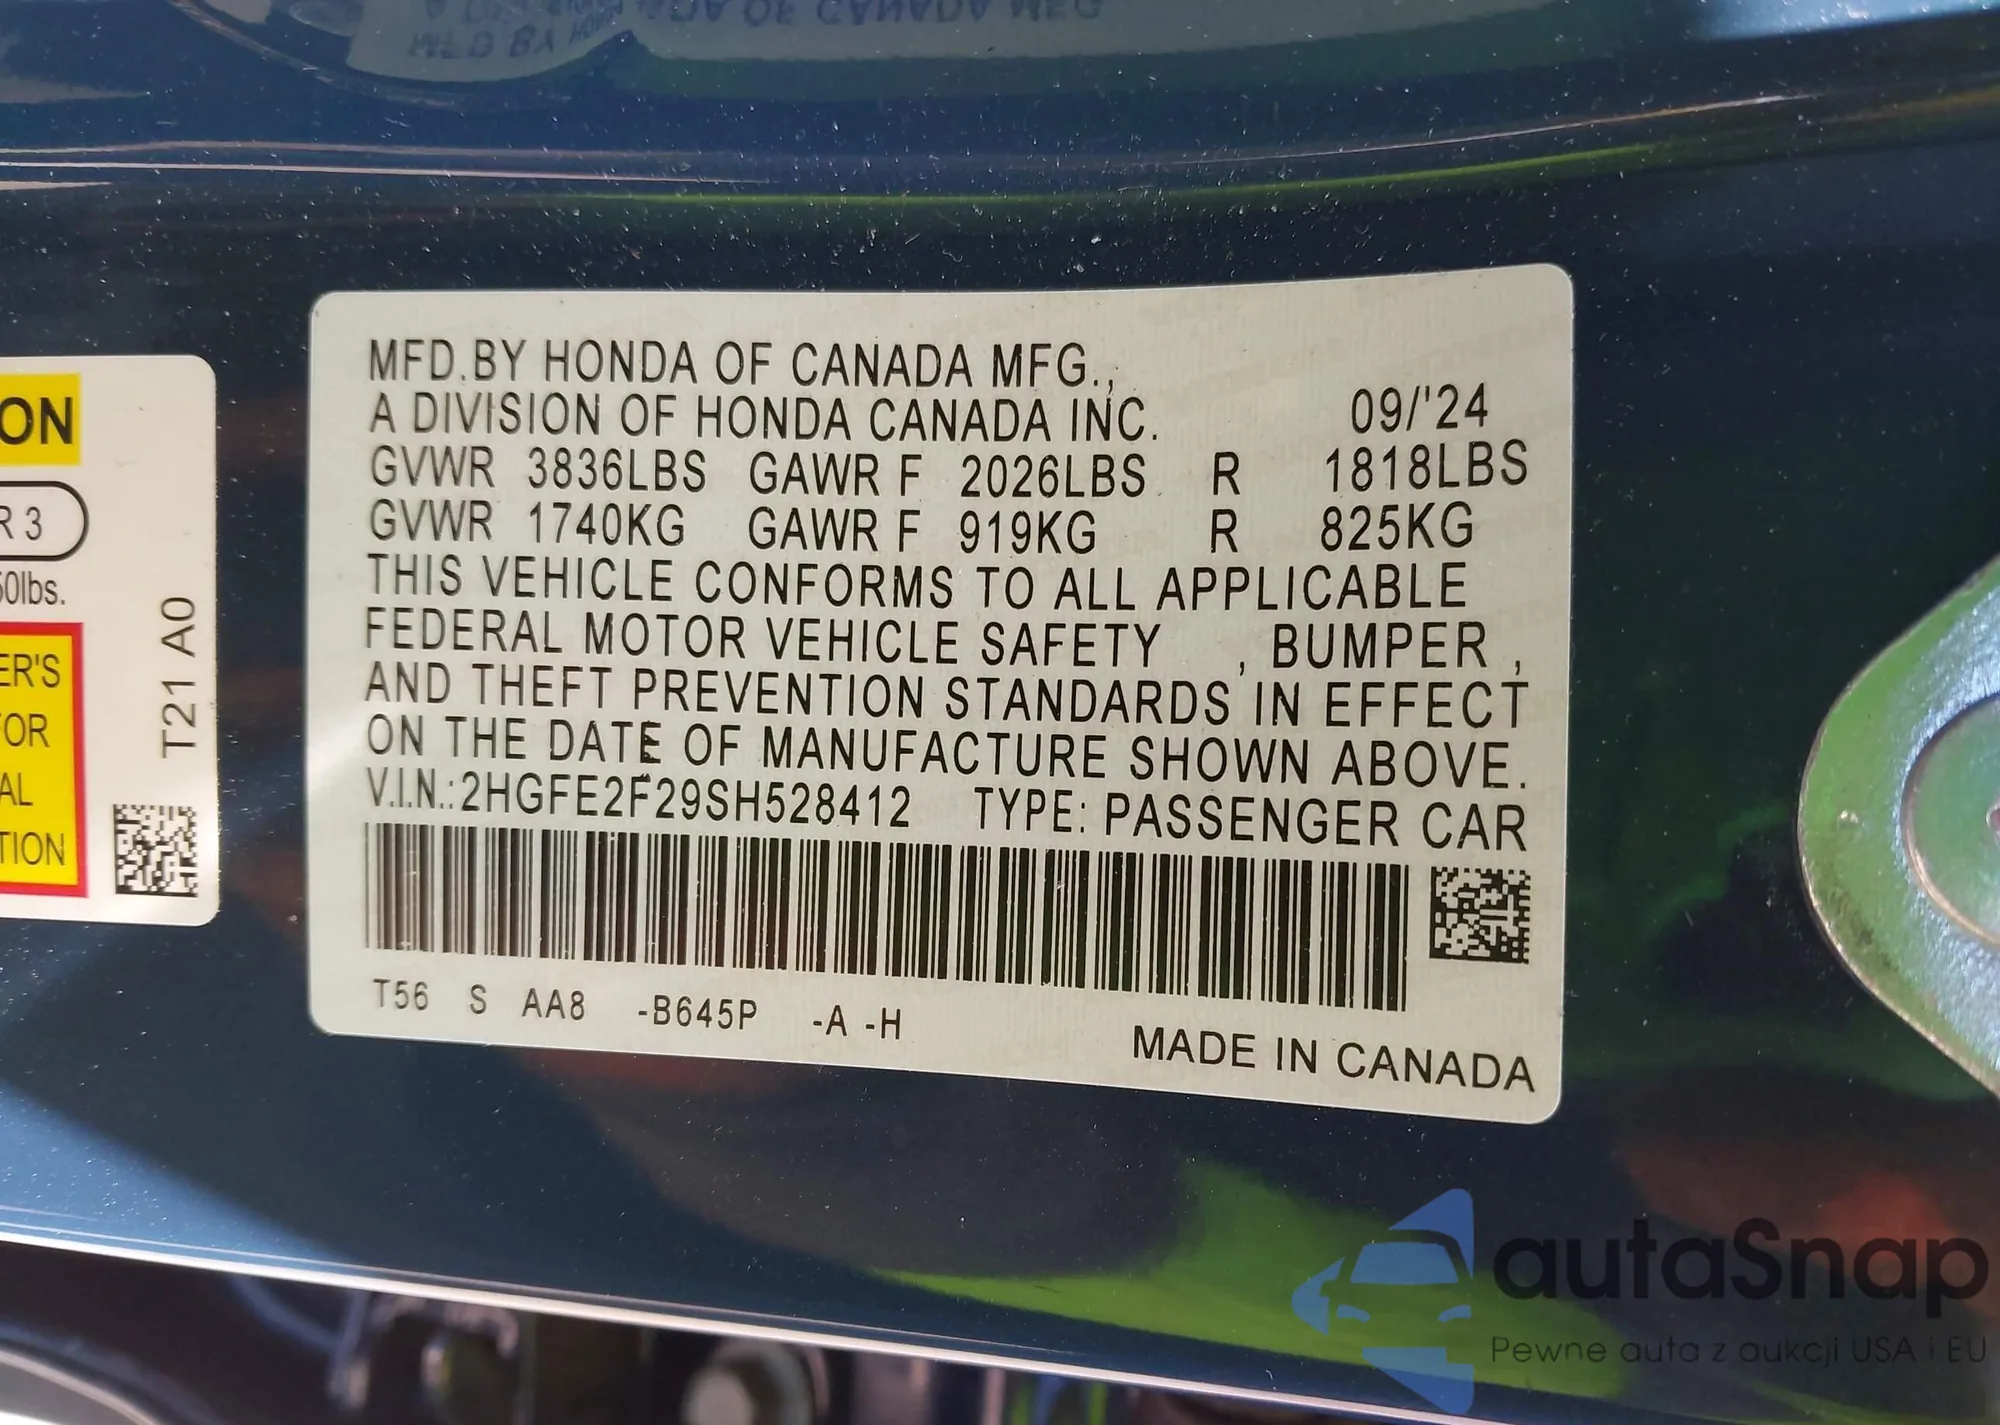 MFD.BY HONDA OF CANADA MFG.,
A DIVISION OF HONDA CANADA INC. 09/'24
GVWR 3836LBS GAWR F 2026LBS R 1818LBS
GVWR 1740KG GAWR F 919KG R 825KG
THIS VEHICLE CONFORMS TO ALL APPLICABLE
FEDERAL MOTOR VEHICLE SAFETY , BUMPER ,
AND THEFT PREVENTION STANDARDS IN EFFECT
ON THE DATE OF MANUFACTURE SHOWN ABOVE.
V.I.N.:2HGFE2F29SH528412 TYPE: PASSENGER CAR
T56 S AA8 -B645P -A -H
MADE IN CANADA
ON
R 3
50lbs.
ER'S
FOR
AL
TION
T21 A0
autaSnap
Pewne auta z aukcji USA i EU